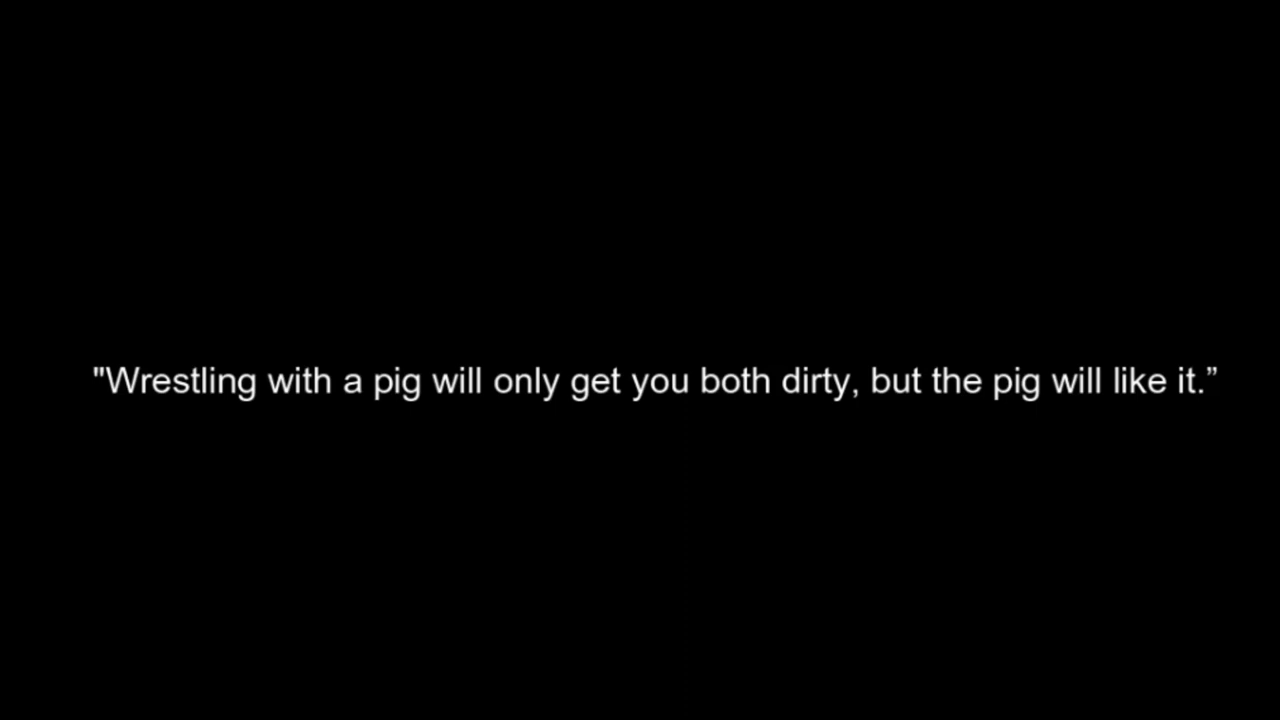 "Wrestling with a pig will only get you both dirty, but the pig will like it.”